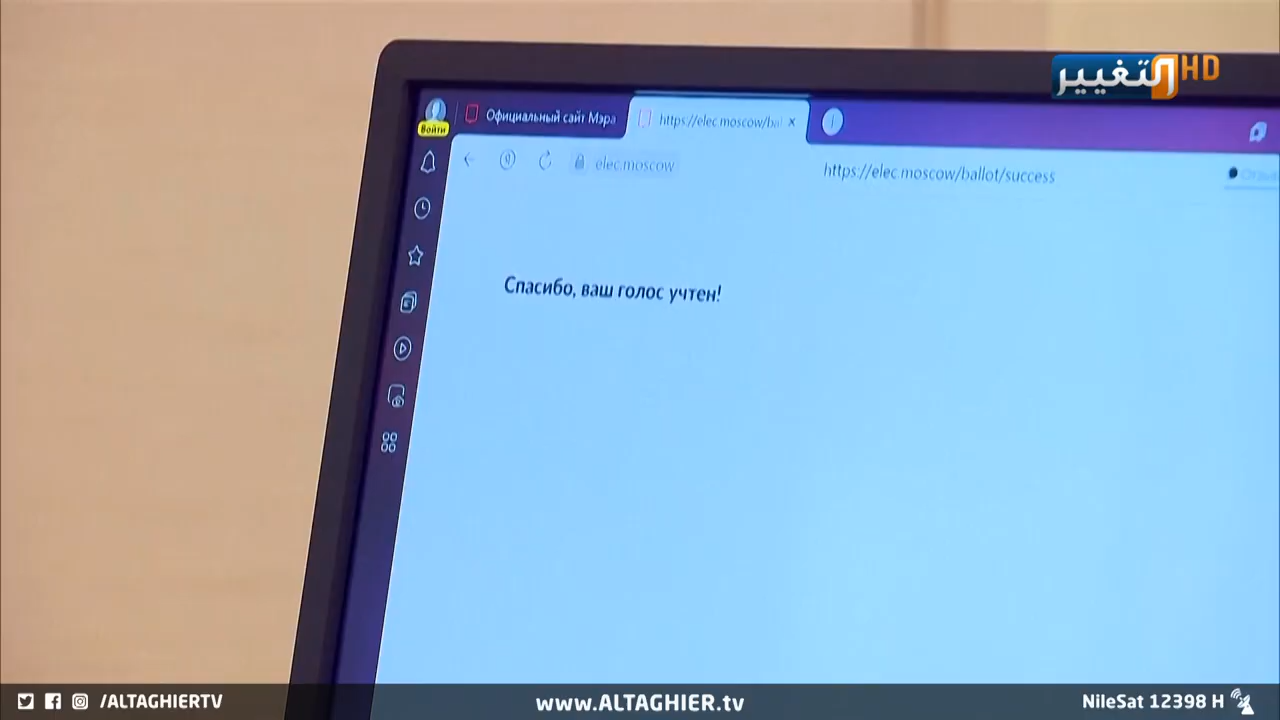 التغيير HD
Войти
Официальный сайт Мэра
https://elec.moscow/bal
elec.moscow
https://elec.moscow/ballot/success
Спасибо, ваш голос учтен!
/ALTAGHIERTV
www.ALTAGHIER.tv
NileSat 12398 H